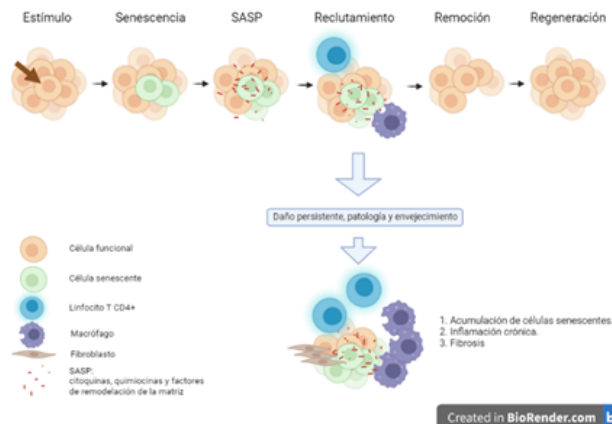 Estímulo
Senescencia
SASP
Reclutamiento
Remoción
Regeneración
Daño persistente, patología y envejecimiento
Célula funcional
Célula senescente
Linfocito T CD4+
Macrófago
Fibroblasto
SASP:
citoquinas, quimiocinas y factores
de remodelación de la matriz
1. Acumulación de células senescentes.
2. Inflamación crónica.
3. Fibrosis
Created in BioRender.com